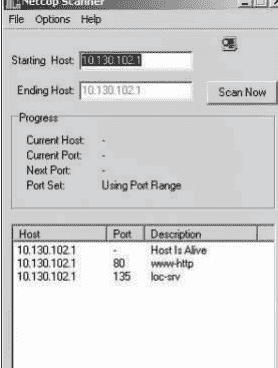 Netcop Scanner
File Options Help
Starting Host: 10.130.102.1
Ending Host: 10.130.102.1
Scan Now
Progress
Current Host: -
Current Port: -
Next Port: -
Port Set: Using Port Range
Host Port Description
10.130.102.1 - Host Is Alive
10.130.102.1 80 www-http
10.130.102.1 135 loc-srv